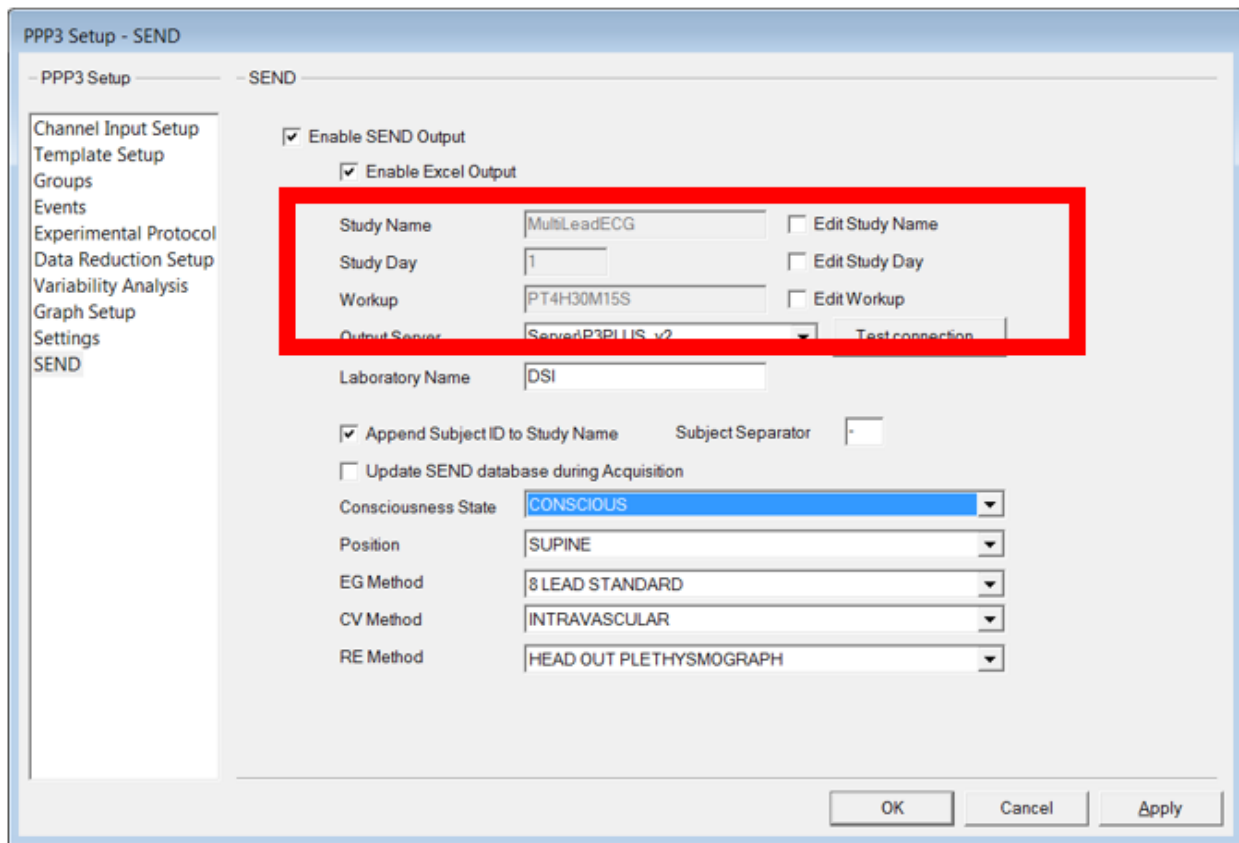 PPP3 Setup - SEND
PPP3 Setup
SEND
Channel Input Setup
Template Setup
Groups
Events
Experimental Protocol
Data Reduction Setup
Variability Analysis
Graph Setup
Settings
SEND
Enable SEND Output
Enable Excel Output
Study Name MultiLeadECG Edit Study Name
Study Day 1 Edit Study Day
Workup PT4H30M15S Edit Workup
Output Server Server\P3PLUS_v2 Test connection
Laboratory Name DSI
Append Subject ID to Study Name Subject Separator -
Update SEND database during Acquisition
Consciousness State CONSCIOUS
Position SUPINE
EG Method 8 LEAD STANDARD
CV Method INTRAVASCULAR
RE Method HEAD OUT PLETHYSMOGRAPH
OK Cancel Apply